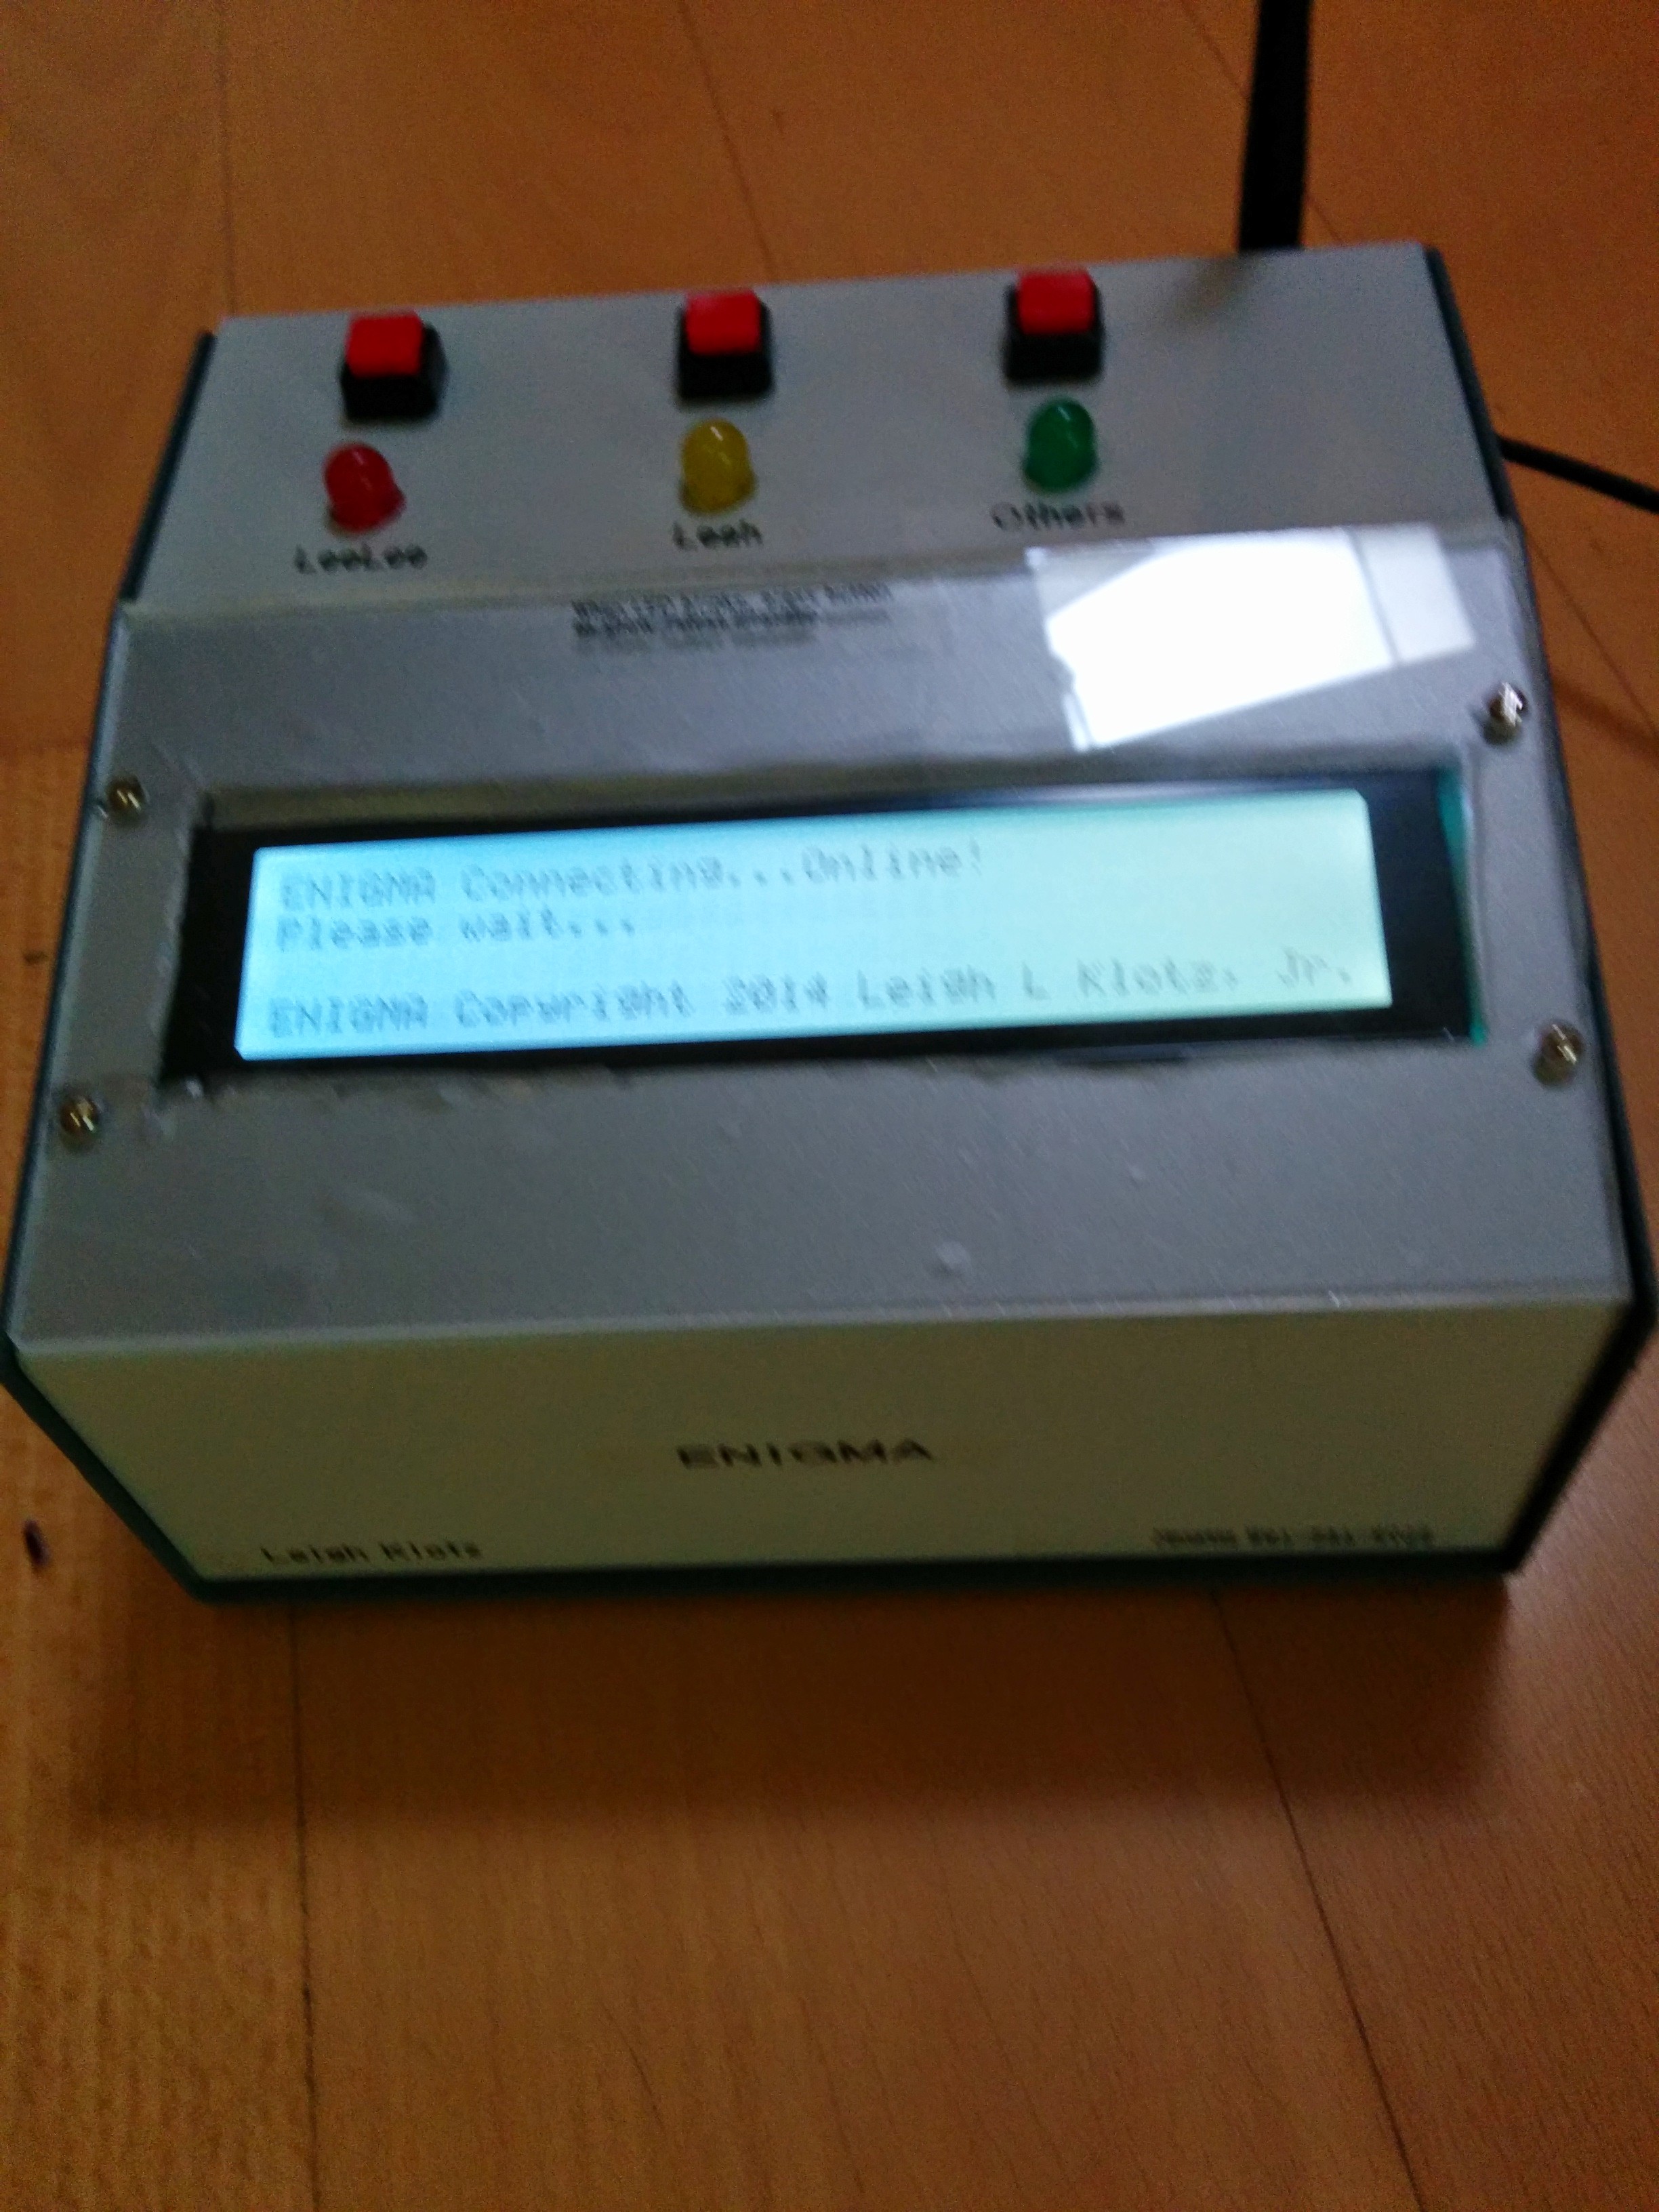 LeeLee
Leah
Others
ENIGMA Connecting...Online!
Please wait...
ENIGMA Copyright 2014 Leigh L Klotz, Jr.
ENIGMA
Leigh Klotz